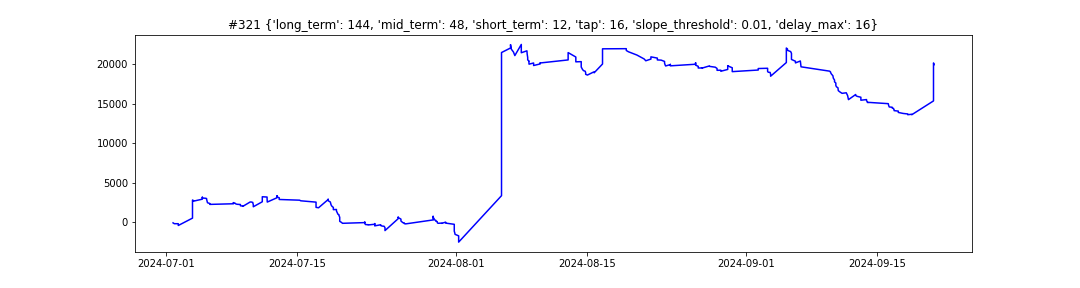 #321 {'long_term': 144, 'mid_term': 48, 'short_term': 12, 'tap': 16, 'slope_threshold': 0.01, 'delay_max': 16}
20000
15000
10000
5000
0
2024-07-01 2024-07-15 2024-08-01 2024-08-15 2024-09-01 2024-09-15